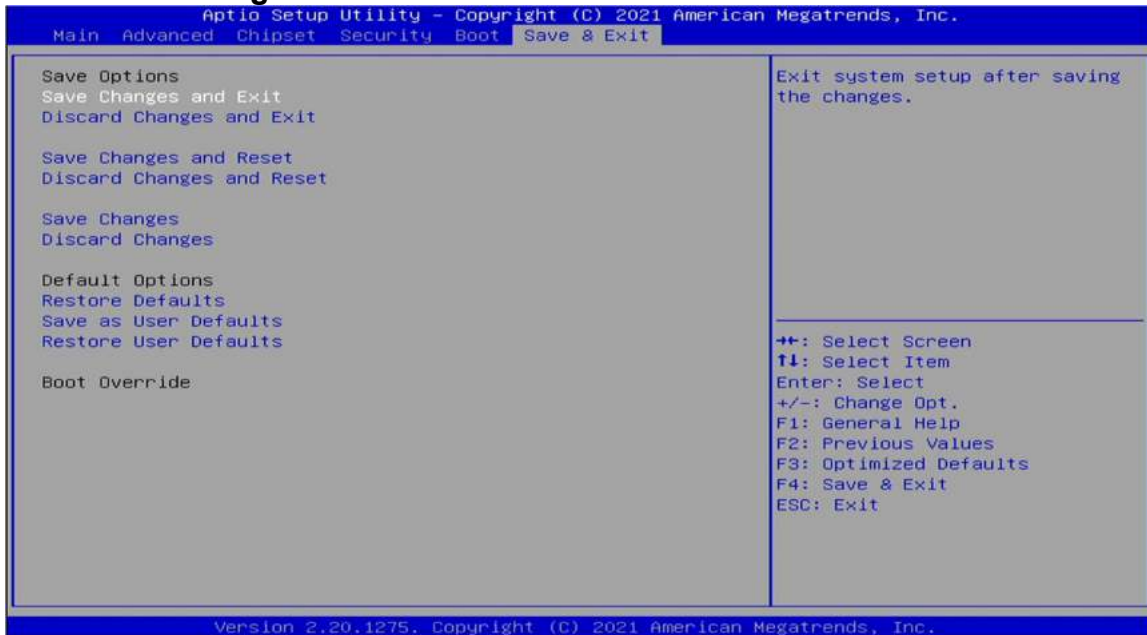 Aptio Setup Utility – Copyright (C) 2021 American Megatrends, Inc.
Main Advanced Chipset Security Boot Save & Exit
Save Options
Save Changes and Exit
Discard Changes and Exit
Save Changes and Reset
Discard Changes and Reset
Save Changes
Discard Changes
Default Options
Restore Defaults
Save as User Defaults
Restore User Defaults
Boot Override
Exit system setup after saving
the changes.
→←: Select Screen
↑↓: Select Item
Enter: Select
+/-: Change Opt.
F1: General Help
F2: Previous Values
F3: Optimized Defaults
F4: Save & Exit
ESC: Exit
Version 2.20.1275. Copyright (C) 2021 American Megatrends, Inc.